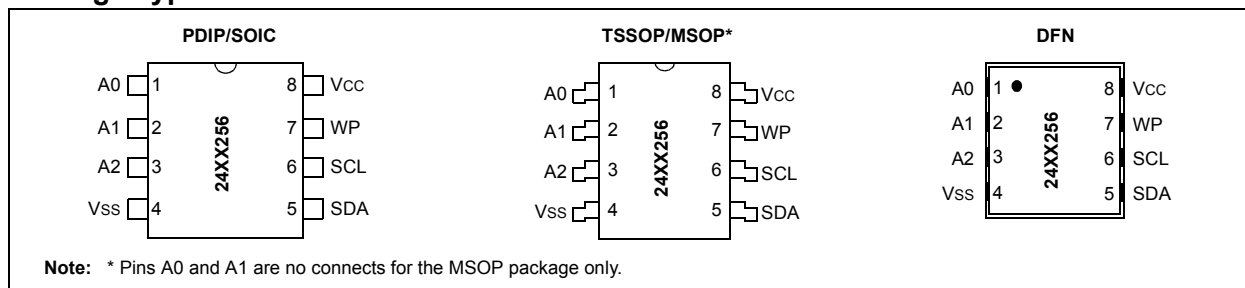 PDIP/SOIC
A0 1 8 VCC
A1 2 7 WP
A2 3 6 SCL
VSS 4 5 SDA
24XX256
TSSOP/MSOP*
A0 1 8 VCC
A1 2 7 WP
A2 3 6 SCL
VSS 4 5 SDA
24XX256
DFN
A0 1 8 VCC
A1 2 7 WP
A2 3 6 SCL
VSS 4 5 SDA
24XX256
Note: * Pins A0 and A1 are no connects for the MSOP package only.